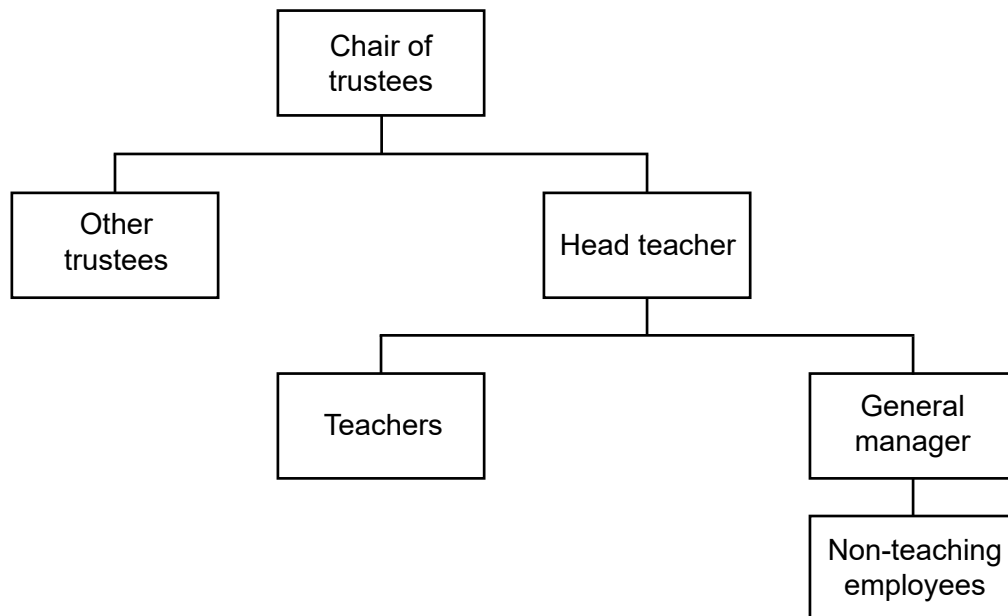 Chair of
trustees
Other
trustees
Head teacher
Teachers
General
manager
Non-teaching
employees